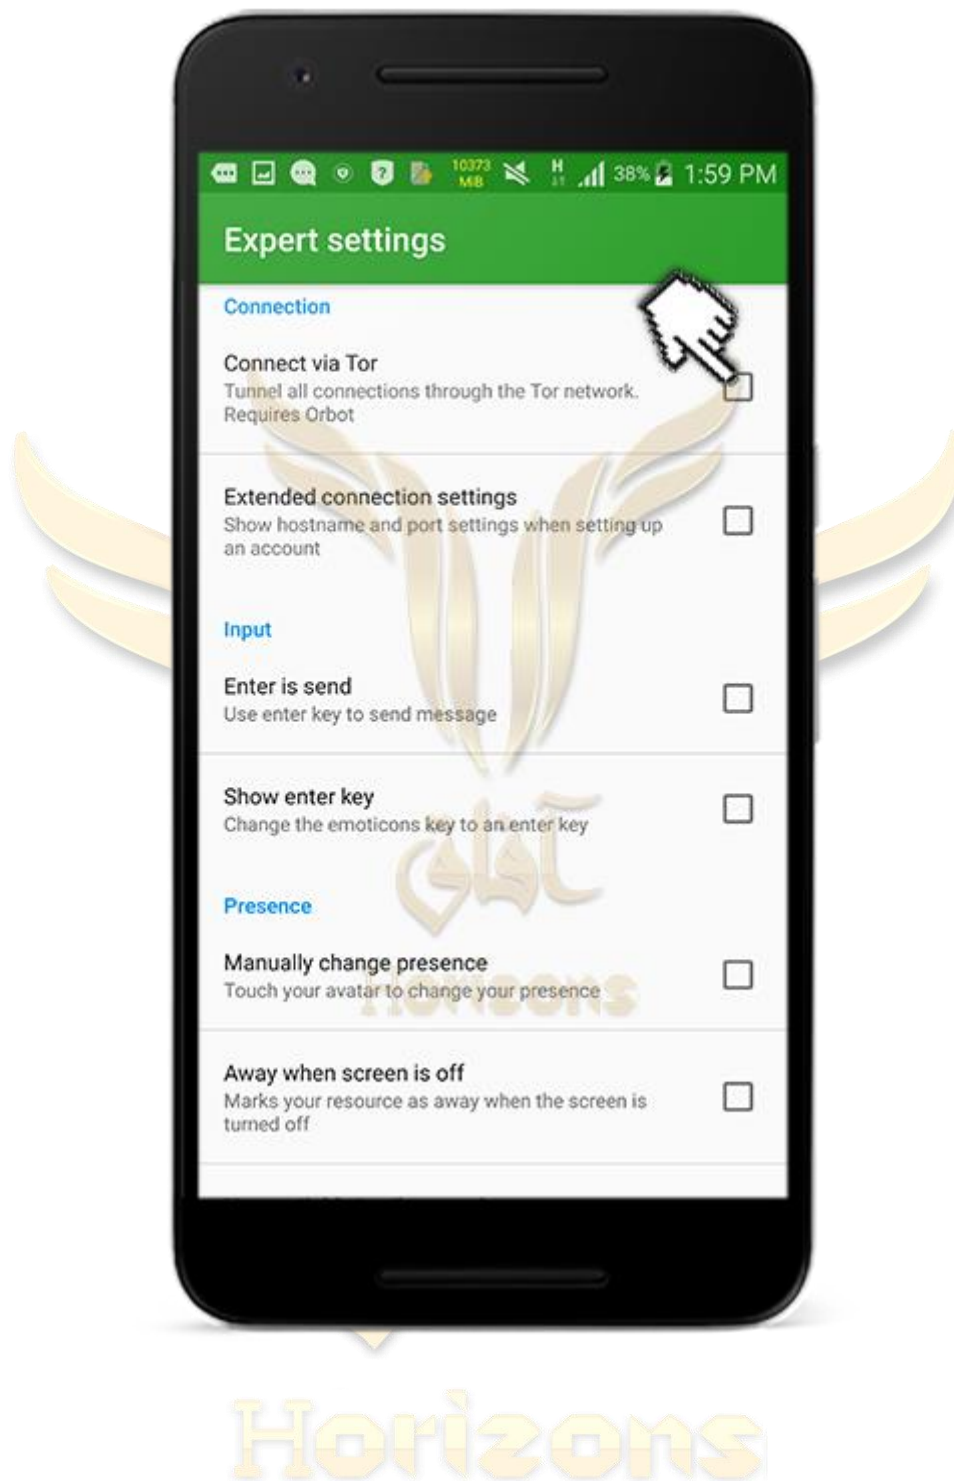 10373
MiB
H
38%
1:59 PM
Expert settings
Connection
Connect via Tor
Tunnel all connections through the Tor network.
Requires Orbot
Extended connection settings
Show hostname and port settings when setting up
an account
Input
Enter is send
Use enter key to send message
Show enter key
Change the emoticons key to an enter key
آفاق
Presence
Manually change presence
Touch your avatar to change your presence
Horizons
Away when screen is off
Marks your resource as away when the screen is
turned off
Horizons